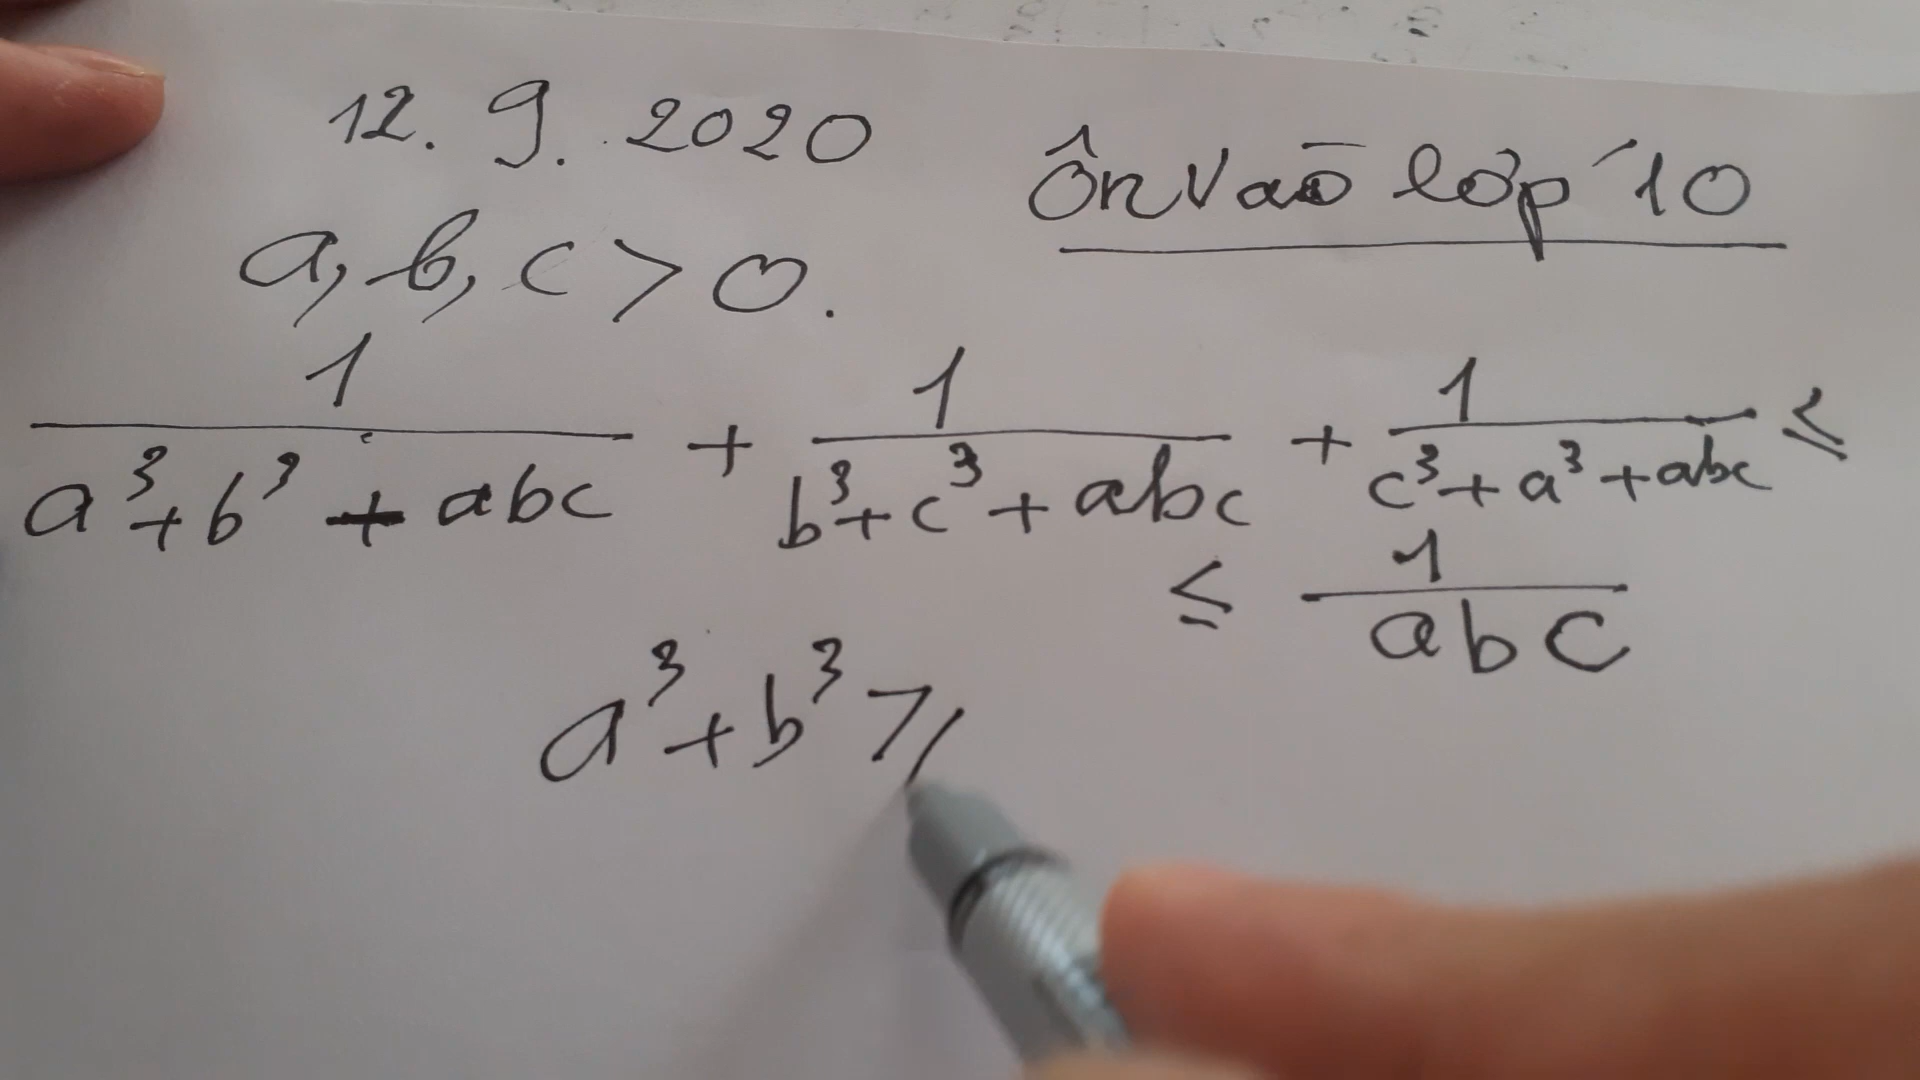 12. 9. 2020
Ôn Vào lớp 10
a, b, c > 0.
1/(a³+b³+abc) + 1/(b³+c³+abc) + 1/(c³+a³+abc) ≤
≤ 1/(abc)
a³+b³ ⩾